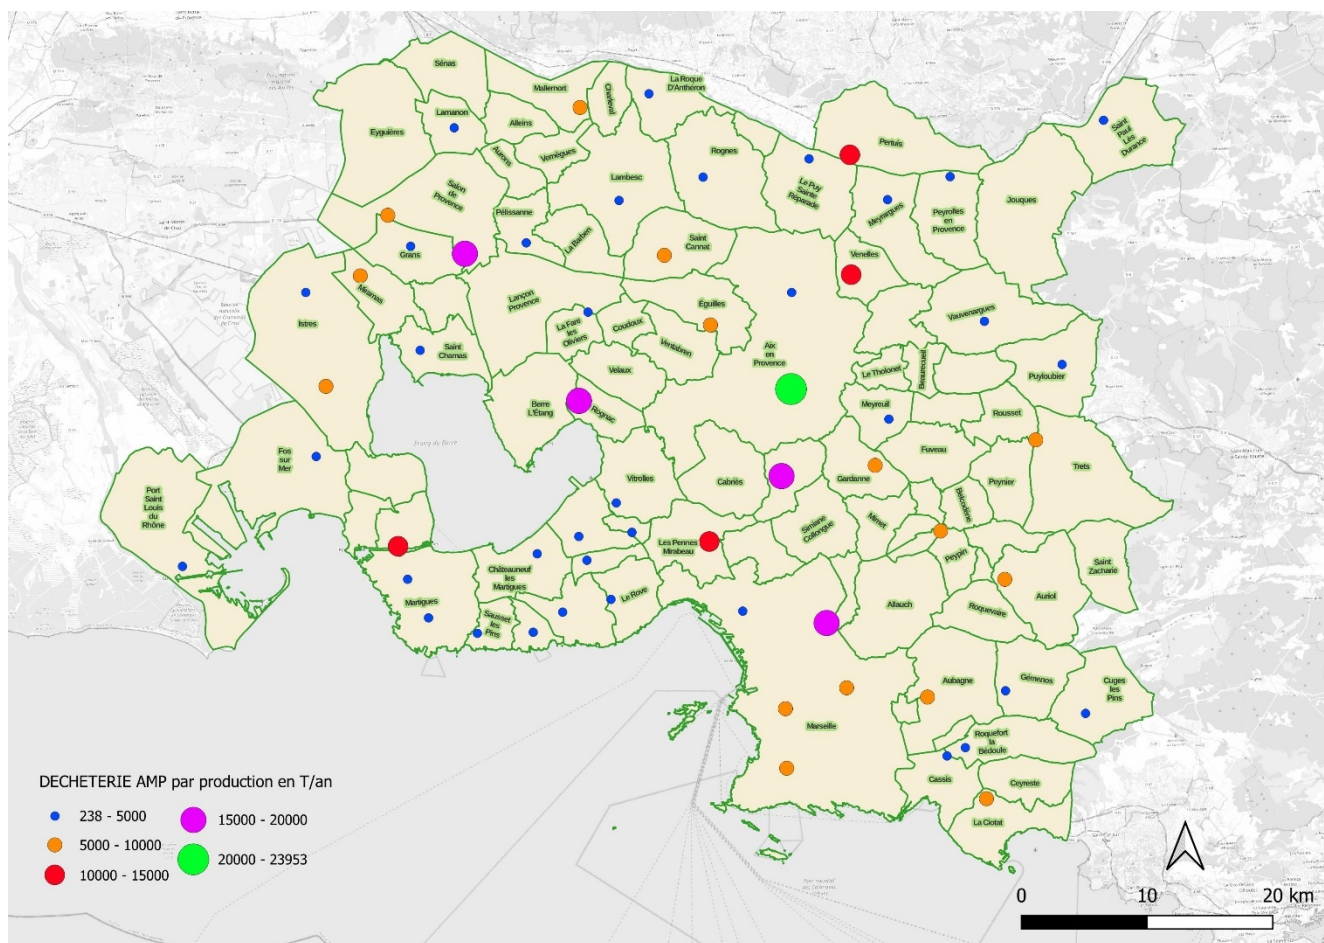 Sénas
Mallemort
La Roque
D'Anthéron
Charleval
Lamanon
Alleins
Eyguières
Pertuis
Saint
Paul
Lès
Durance
Aurons
Vernègues
Rognes
Lambesc
Le Puy
Sainte
Réparade
Salon
de
Provence
Meyrargues
Peyrolles
en
Provence
Jouques
Pélissanne
La Barben
Saint
Cannat
Grans
Venelles
Miramas
Lançon
Provence
Éguilles
Vauvenargues
Istres
La Fare
les
Oliviers
Coudoux
Ventabren
Saint
Chamas
Aix
en
Provence
Velaux
Le Tholonet
Beaurecueil
Puyloubier
Berre
L'Étang
Rognac
Meyreuil
Rousset
Étang de Berre
Fos
sur
Mer
Fuveau
Vitrolles
Cabriès
Gardanne
Peynier
Trets
Port
Saint
Louis
du
Rhône
Belcodène
Mimet
Simiane
Collongue
Les Pennes
Mirabeau
Peypin
Saint
Zacharie
Châteauneuf
les
Martigues
Le Rove
Martigues
Sausset
les
Pins
Allauch
Roquevaire
Auriol
Aubagne
Gémenos
Cuges
les
Pins
Marseille
Roquefort
la
Bédoule
Cassis
Ceyreste
La Ciotat
DECHETERIE AMP par production en T/an
238 - 5000
5000 - 10000
10000 - 15000
15000 - 20000
20000 - 23953
0 10 20 km